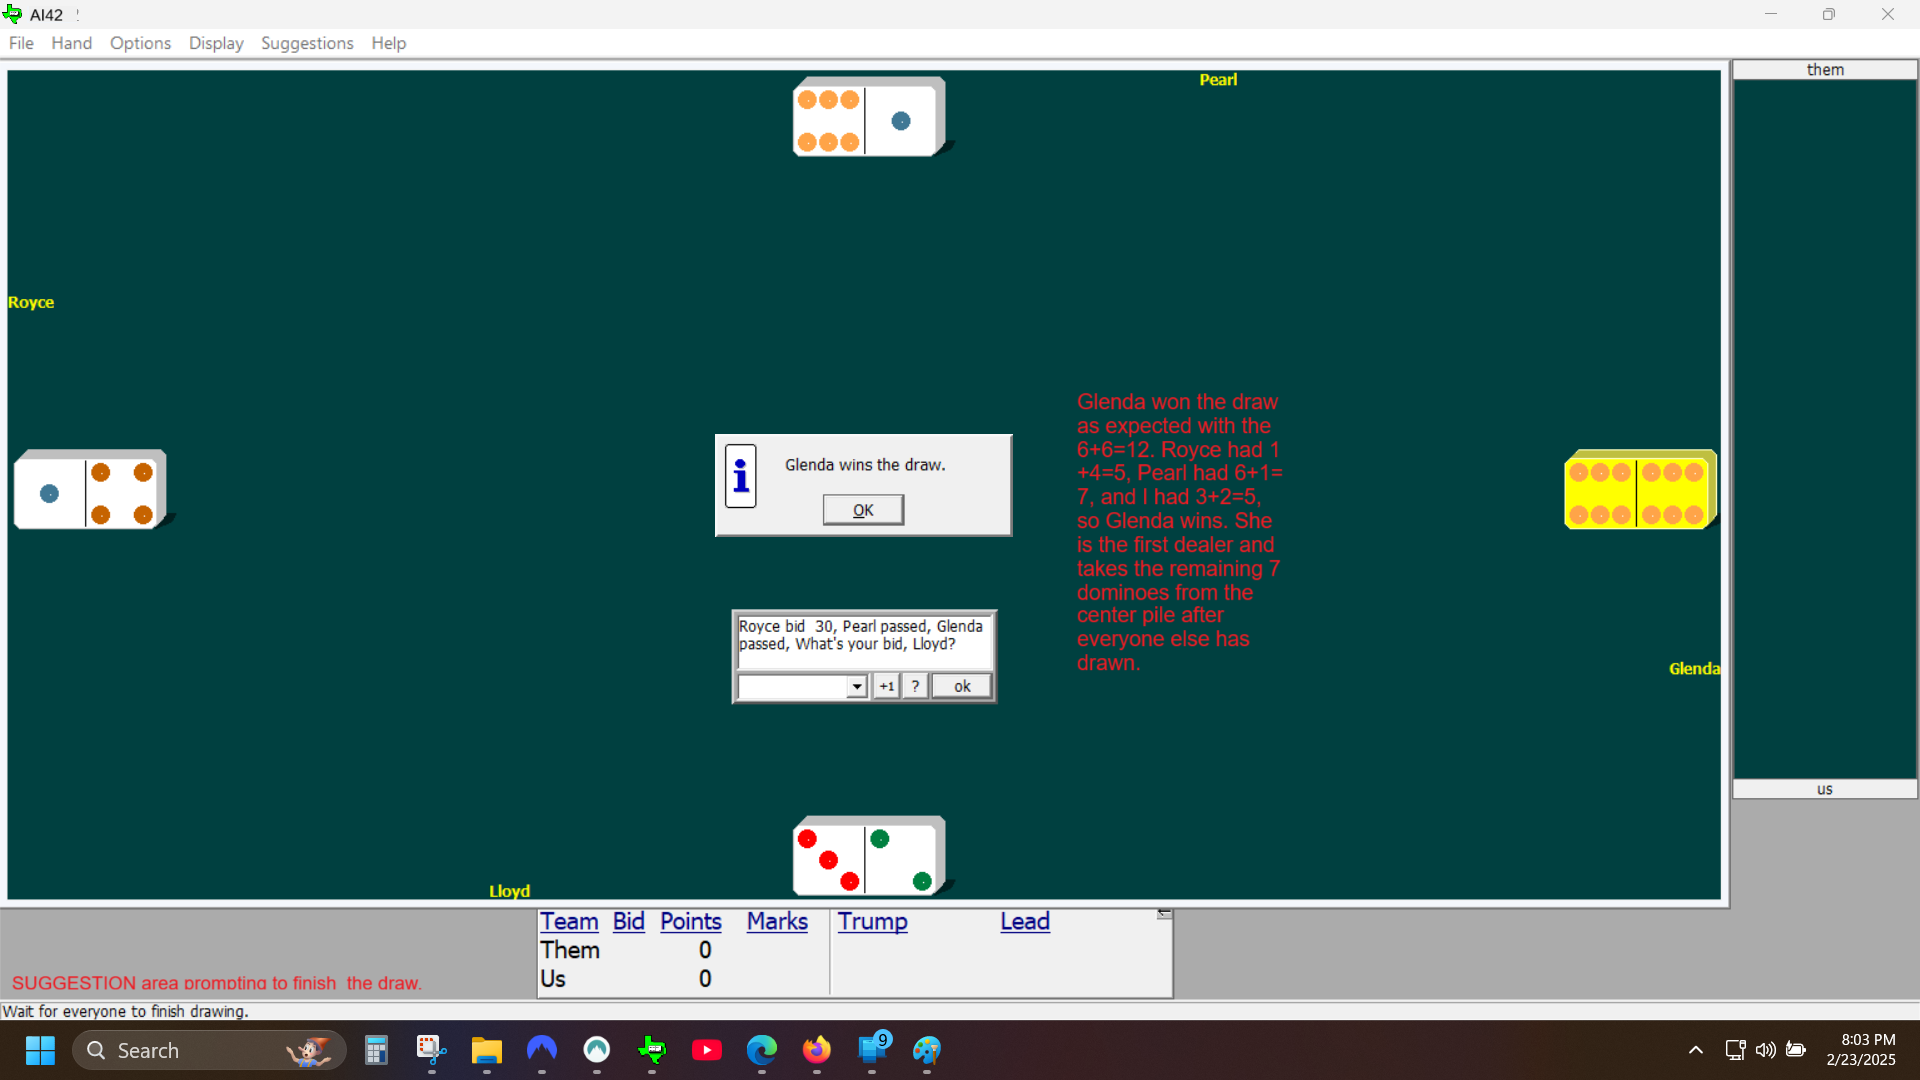 AI42
File Hand Options Display Suggestions Help
them
Pearl
Royce
Glenda won the draw
as expected with the
6+6=12. Royce had 1
+4=5, Pearl had 6+1=
7, and I had 3+2=5,
so Glenda wins. She
is the first dealer and
takes the remaining 7
dominoes from the
center pile after
everyone else has
drawn.
Glenda wins the draw.
OK
Royce bid 30, Pearl passed, Glenda
passed, What's your bid, Lloyd?
+1 ? ok
Glenda
us
Lloyd
Team Bid Points Marks Trump Lead
Them 0
Us 0
SUGGESTION area prompting to finish the draw.
Wait for everyone to finish drawing.
Search
9
8:03 PM
2/23/2025